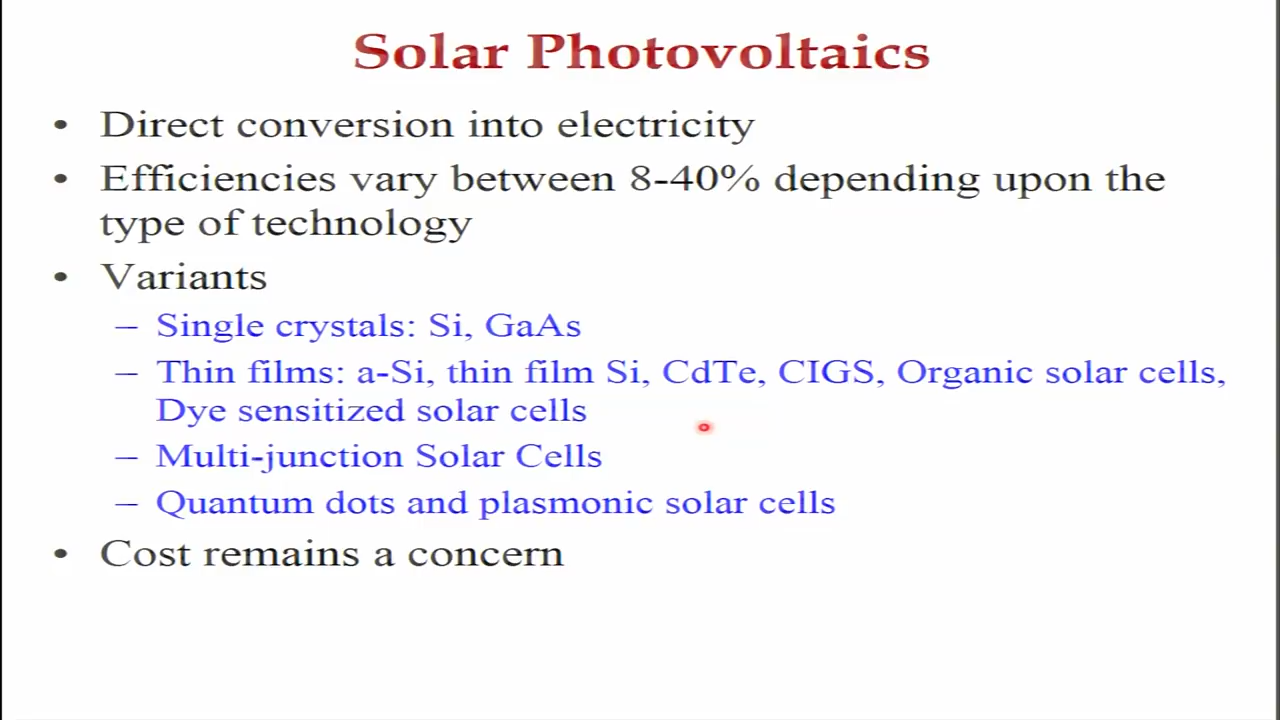 Solar Photovoltaics
• Direct conversion into electricity
• Efficiencies vary between 8-40% depending upon the
type of technology
• Variants
– Single crystals: Si, GaAs
– Thin films: a-Si, thin film Si, CdTe, CIGS, Organic solar cells,
Dye sensitized solar cells
– Multi-junction Solar Cells
– Quantum dots and plasmonic solar cells
• Cost remains a concern